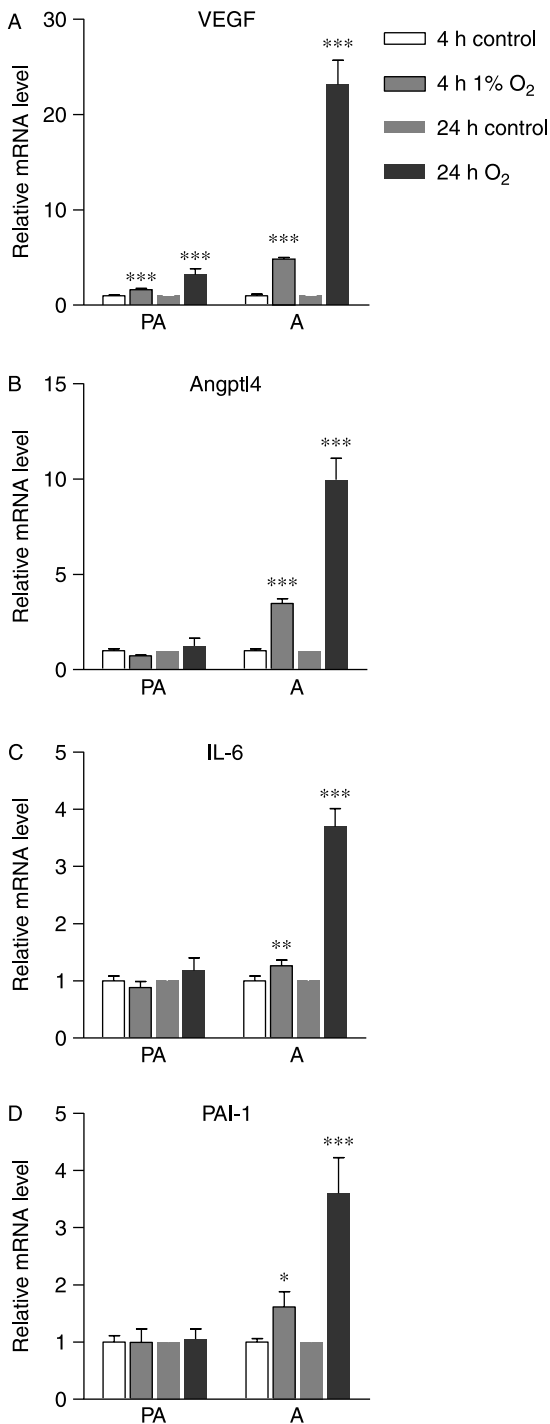 A
VEGF
Relative mRNA level
30
20
10
0
***
***
***
***
PA
A
4 h control
4 h 1% O₂
24 h control
24 h O₂
B
Angptl4
Relative mRNA level
15
10
5
0
***
***
PA
A
C
IL-6
Relative mRNA level
5
4
3
2
1
0
**
***
PA
A
D
PAI-1
Relative mRNA level
5
4
3
2
1
0
*
***
PA
A